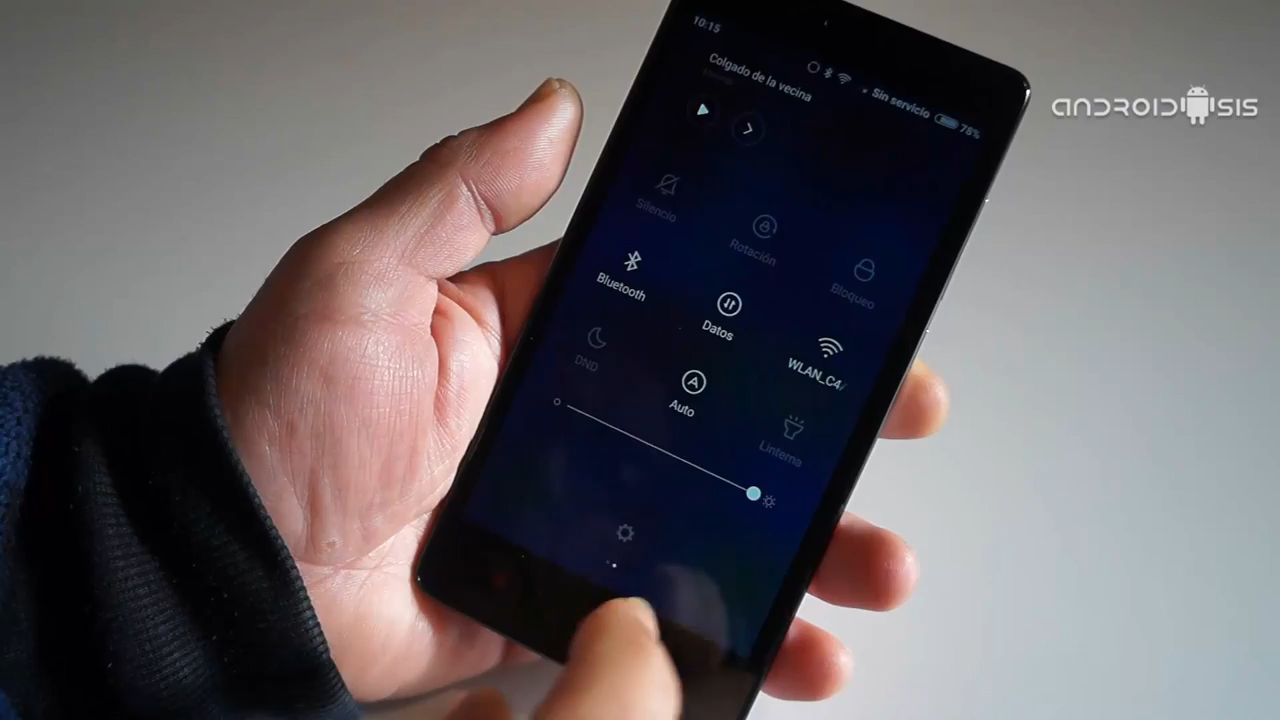 10:15
Sin servicio 78%
Colgado de la vecina
Silencio
Rotación
Bloqueo
Bluetooth
Datos
WLAN_C4
DND
Auto
Linterna
ANDROIDSIS